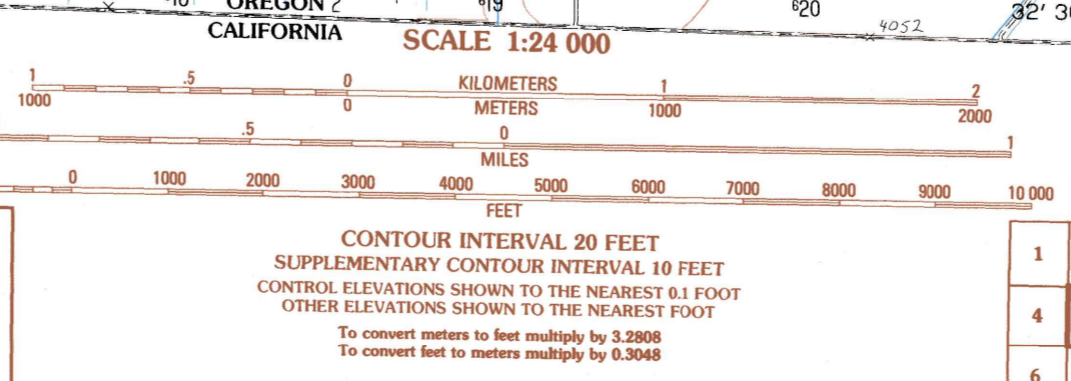 OREGON
⁶19
⁶20
4052
CALIFORNIA
SCALE 1:24 000
1 .5 0 KILOMETERS 1 2
1000 0 METERS 1000 2000
.5 0 1
MILES
0 1000 2000 3000 4000 5000 6000 7000 8000 9000 10 000
FEET
CONTOUR INTERVAL 20 FEET
SUPPLEMENTARY CONTOUR INTERVAL 10 FEET
CONTROL ELEVATIONS SHOWN TO THE NEAREST 0.1 FOOT
OTHER ELEVATIONS SHOWN TO THE NEAREST FOOT
To convert meters to feet multiply by 3.2808
To convert feet to meters multiply by 0.3048
1
4
6